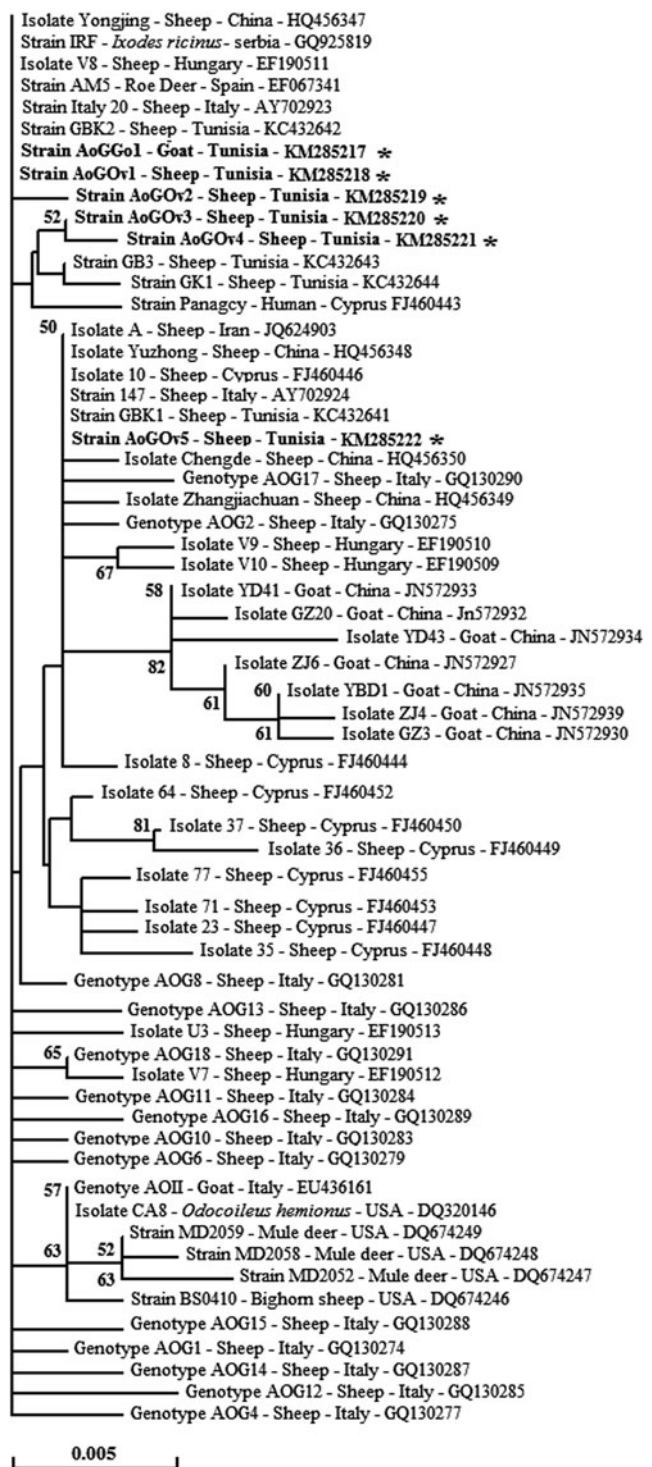 Isolate Yongjing - Sheep - China - HQ456347
Strain IRF - Ixodes ricinus- serbia - GQ925819
Isolate V8 - Sheep - Hungary - EF190511
Strain AM5 - Roe Deer - Spain - EF067341
Strain Italy 20 - Sheep - Italy - AY702923
Strain GBK2 - Sheep - Tunisia - KC432642
Strain AoGGo1 - Goat - Tunisia - KM285217 *
Strain AoGOv1 - Sheep - Tunisia - KM285218 *
Strain AoGOv2 - Sheep - Tunisia - KM285219 *
52 Strain AoGOv3 - Sheep - Tunisia - KM285220 *
Strain AoGOv4 - Sheep - Tunisia - KM285221 *
Strain GB3 - Sheep - Tunisia - KC432643
Strain GK1 - Sheep - Tunisia - KC432644
Strain Panagcy - Human - Cyprus FJ460443
50 Isolate A - Sheep - Iran - JQ624903
Isolate Yuzhong - Sheep - China - HQ456348
Isolate 10 - Sheep - Cyprus - FJ460446
Strain 147 - Sheep - Italy - AY702924
Strain GBK1 - Sheep - Tunisia - KC432641
Strain AoGOv5 - Sheep - Tunisia - KM285222 *
Isolate Chengde - Sheep - China - HQ456350
Genotype AOG17 - Sheep - Italy - GQ130290
Isolate Zhangjiachuan - Sheep - China - HQ456349
Genotype AOG2 - Sheep - Italy - GQ130275
Isolate V9 - Sheep - Hungary - EF190510
67 Isolate V10 - Sheep - Hungary - EF190509
58 Isolate YD41 - Goat - China - JN572933
Isolate GZ20 - Goat - China - Jn572932
Isolate YD43 - Goat - China - JN572934
82 Isolate ZJ6 - Goat - China - JN572927
61 60 Isolate YBD1 - Goat - China - JN572935
Isolate ZJ4 - Goat - China - JN572939
61 Isolate GZ3 - Goat - China - JN572930
Isolate 8 - Sheep - Cyprus - FJ460444
Isolate 64 - Sheep - Cyprus - FJ460452
81 Isolate 37 - Sheep - Cyprus - FJ460450
Isolate 36 - Sheep - Cyprus - FJ460449
Isolate 77 - Sheep - Cyprus - FJ460455
Isolate 71 - Sheep - Cyprus - FJ460453
Isolate 23 - Sheep - Cyprus - FJ460447
Isolate 35 - Sheep - Cyprus - FJ460448
Genotype AOG8 - Sheep - Italy - GQ130281
Genotype AOG13 - Sheep - Italy - GQ130286
Isolate U3 - Sheep - Hungary - EF190513
65 Genotype AOG18 - Sheep - Italy - GQ130291
Isolate V7 - Sheep - Hungary - EF190512
Genotype AOG11 - Sheep - Italy - GQ130284
Genotype AOG16 - Sheep - Italy - GQ130289
Genotype AOG10 - Sheep - Italy - GQ130283
Genotype AOG6 - Sheep - Italy - GQ130279
57 Genotye AOII - Goat - Italy - EU436161
Isolate CA8 - Odocoileus hemionus - USA - DQ320146
Strain MD2059 - Mule deer - USA - DQ674249
63 52 Strain MD2058 - Mule deer - USA - DQ674248
63 Strain MD2052 - Mule deer - USA - DQ674247
Strain BS0410 - Bighorn sheep - USA - DQ674246
Genotype AOG15 - Sheep - Italy - GQ130288
Genotype AOG1 - Sheep - Italy - GQ130274
Genotype AOG14 - Sheep - Italy - GQ130287
Genotype AOG12 - Sheep - Italy - GQ130285
Genotype AOG4 - Sheep - Italy - GQ130277
0.005